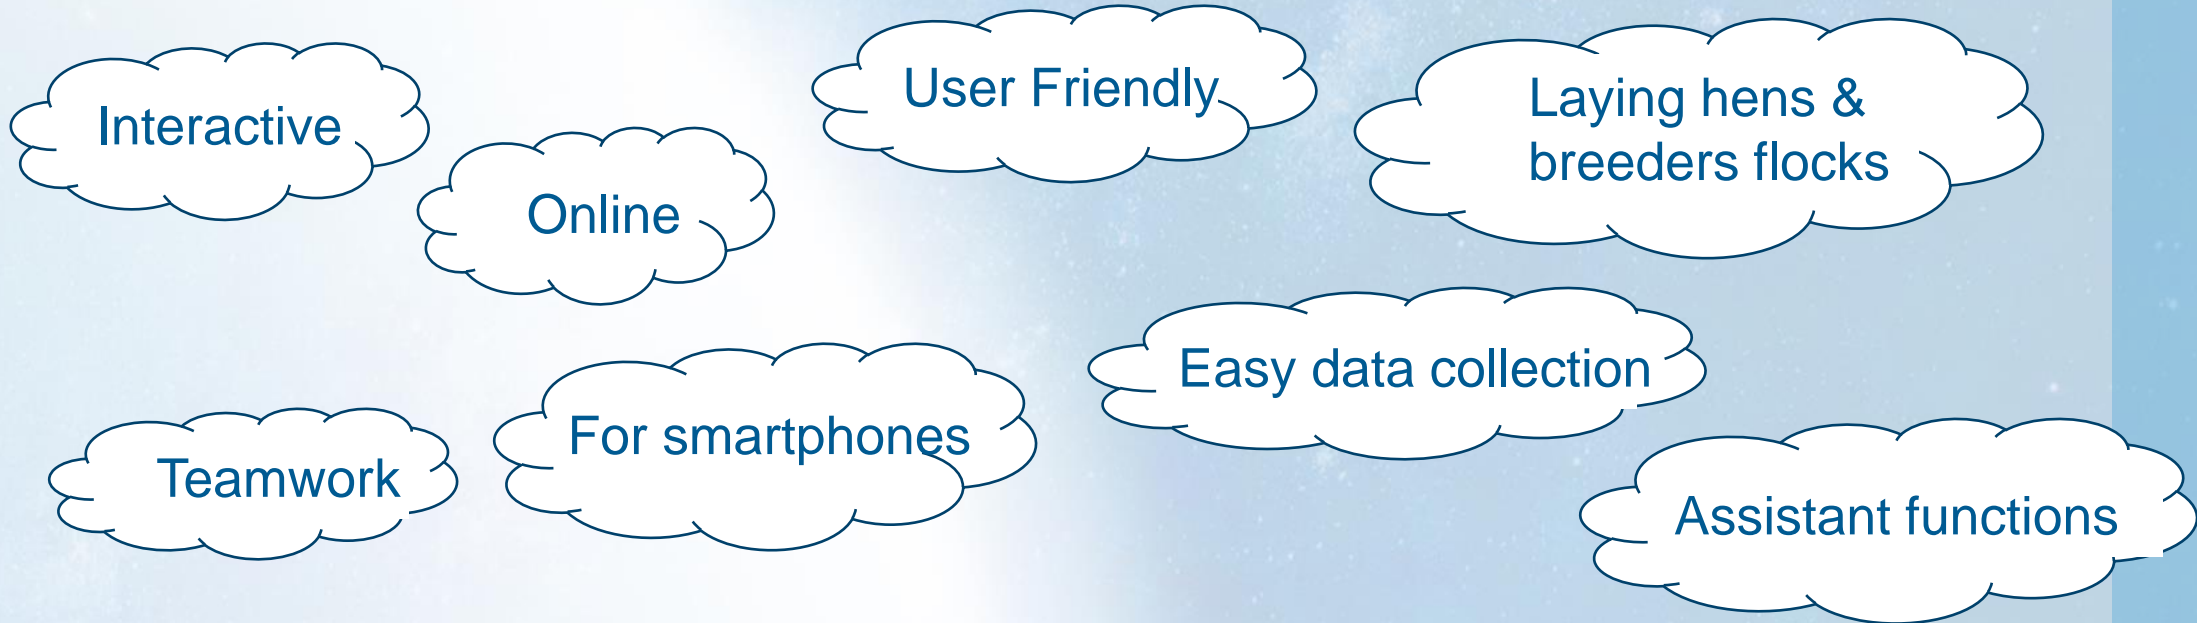 Interactive
Online
User Friendly
Laying hens &
breeders flocks
Teamwork
For smartphones
Easy data collection
Assistant functions